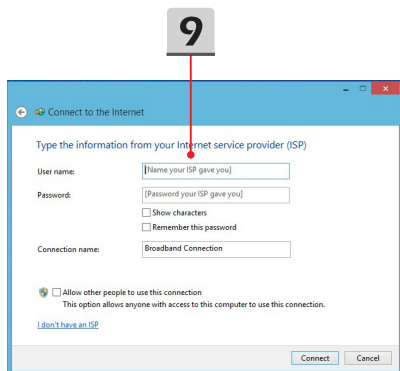 9
Connect to the Internet
Type the information from your Internet service provider (ISP)
User name: [Name your ISP gave you]
Password: [Password your ISP gave you]
Show characters
Remember this password
Connection name: Broadband Connection
Allow other people to use this connection
This option allows anyone with access to this computer to use this connection.
I don't have an ISP
Connect Cancel